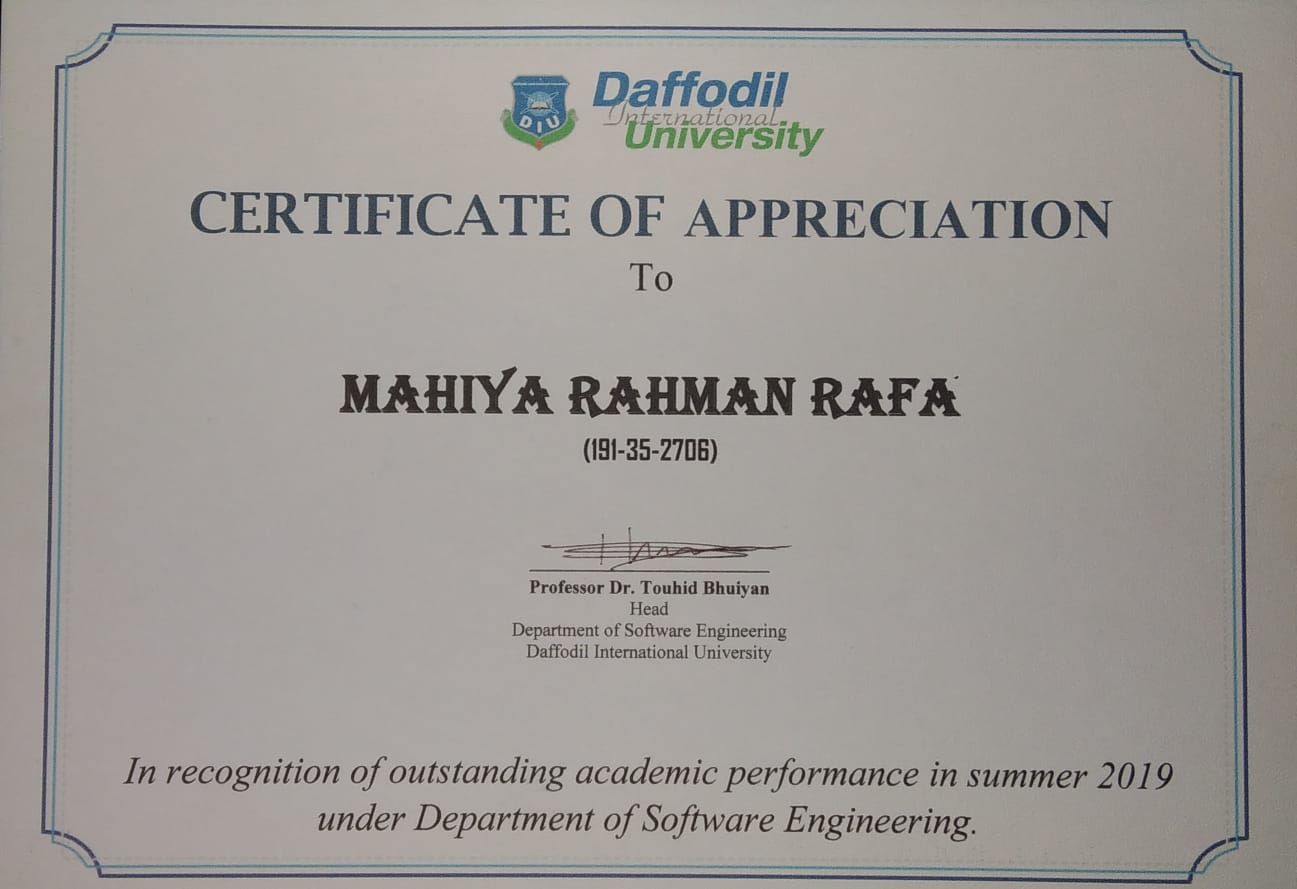 DIU
Daffodil
International
University
CERTIFICATE OF APPRECIATION
To
MAHIYA RAHMAN RAFA
(191-35-2706)
Professor Dr. Touhid Bhuiyan
Head
Department of Software Engineering
Daffodil International University
In recognition of outstanding academic performance in summer 2019
under Department of Software Engineering.